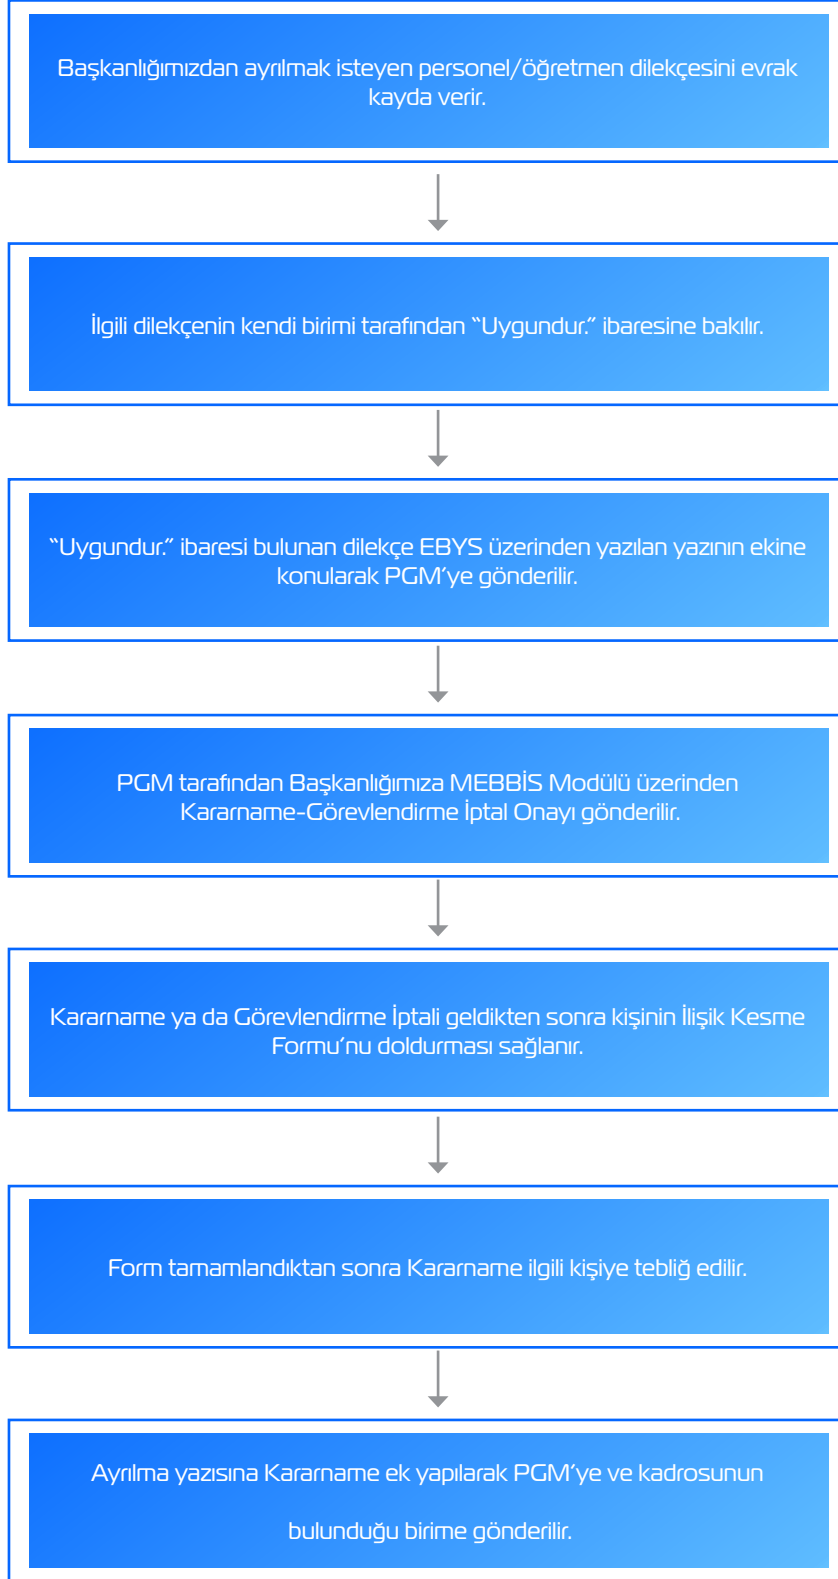 Başkanlığımızdan ayrılmak isteyen personel/öğretmen dilekçesini evrak
kayda verir.
İlgili dilekçenin kendi birimi tarafından “Uygundur.” ibaresine bakılır.
“Uygundur.” ibaresi bulunan dilekçe EBYS üzerinden yazılan yazının ekine
konularak PGM’ye gönderilir.
PGM tarafından Başkanlığımıza MEBBİS Modülü üzerinden
Kararname-Görevlendirme İptal Onayı gönderilir.
Kararname ya da Görevlendirme İptali geldikten sonra kişinin İlişik Kesme
Formu’nu doldurması sağlanır.
Form tamamlandıktan sonra Kararname ilgili kişiye tebliğ edilir.
Ayrılma yazısına Kararname ek yapılarak PGM’ye ve kadrosunun
bulunduğu birime gönderilir.